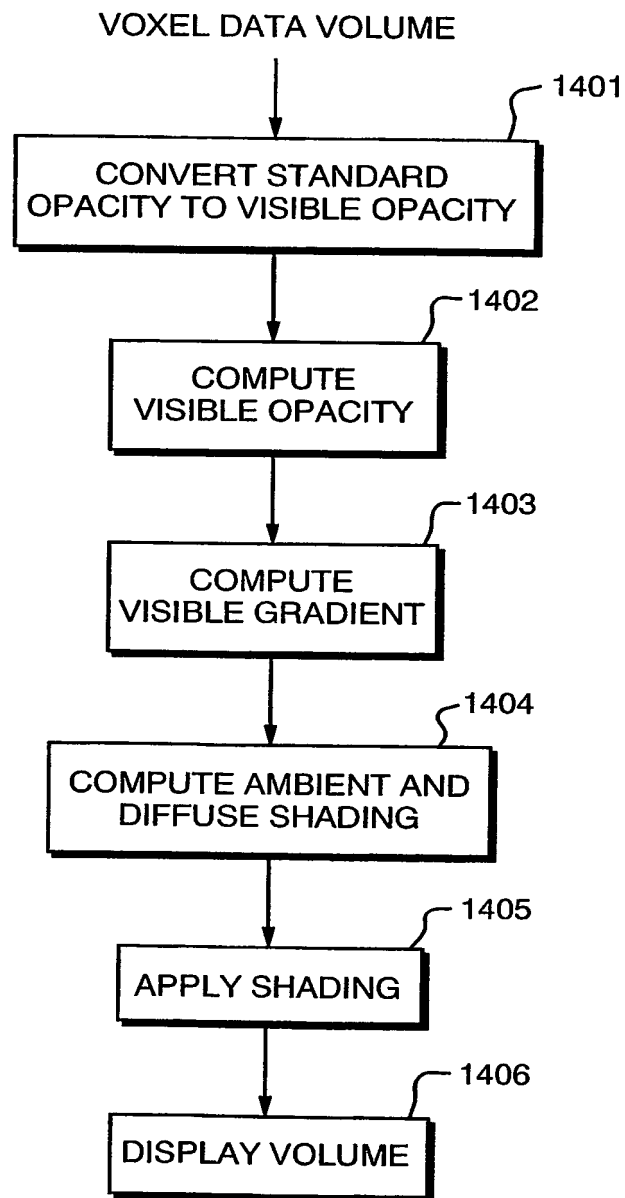 VOXEL DATA VOLUME
1401
CONVERT STANDARD
OPACITY TO VISIBLE OPACITY
1402
COMPUTE
VISIBLE OPACITY
1403
COMPUTE
VISIBLE GRADIENT
1404
COMPUTE AMBIENT AND
DIFFUSE SHADING
1405
APPLY SHADING
1406
DISPLAY VOLUME